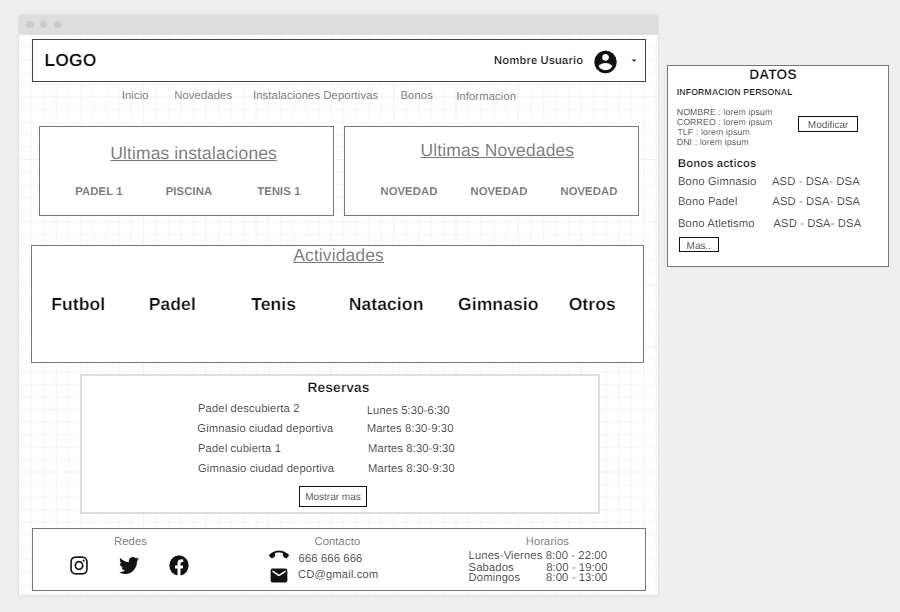 LOGO
Nombre Usuario
Inicio Novedades Instalaciones Deportivas Bonos Informacion
Ultimas instalaciones
PADEL 1 PISCINA TENIS 1
Ultimas Novedades
NOVEDAD NOVEDAD NOVEDAD
Actividades
Futbol Padel Tenis Natacion Gimnasio Otros
Reservas
Padel descubierta 2 Lunes 5:30-6:30
Gimnasio ciudad deportiva Martes 8:30-9:30
Padel cubierta 1 Martes 8:30-9:30
Gimnasio ciudad deportiva Martes 8:30-9:30
Mostrar mas
Redes
Contacto
666 666 666
CD@gmail.com
Horarios
Lunes-Viernes 8:00 - 22:00
Sabados 8:00 - 19:00
Domingos 8:00 - 13:00
DATOS
INFORMACION PERSONAL
NOMBRE : lorem ipsum
CORREO : lorem ipsum
TLF : lorem ipsum
DNI : lorem ipsum
Modificar
Bonos acticos
Bono Gimnasio ASD - DSA- DSA
Bono Padel ASD - DSA- DSA
Bono Atletismo ASD - DSA- DSA
Mas..